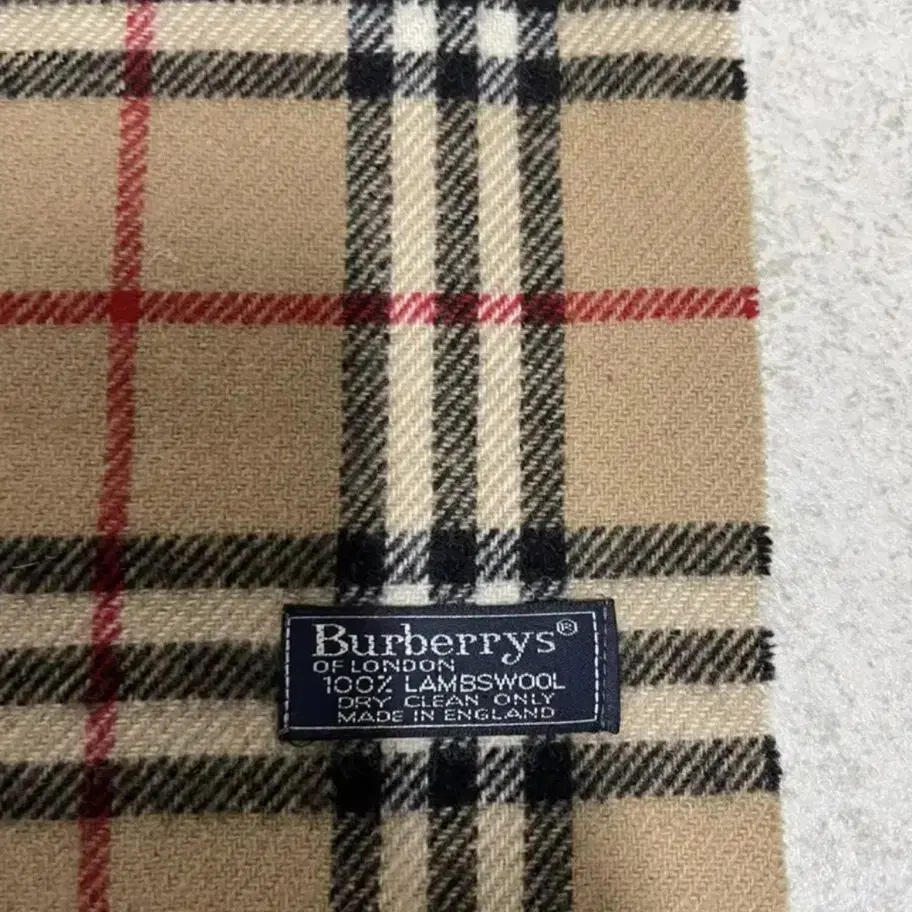 Burberrys®
OF LONDON
100% LAMBSWOOL
DRY CLEAN ONLY
MADE IN ENGLAND